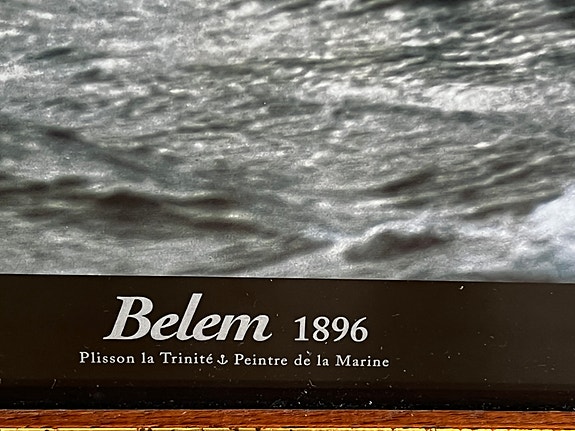 Belem 1896
Plisson la Trinité ⚓ Peintre de la Marine